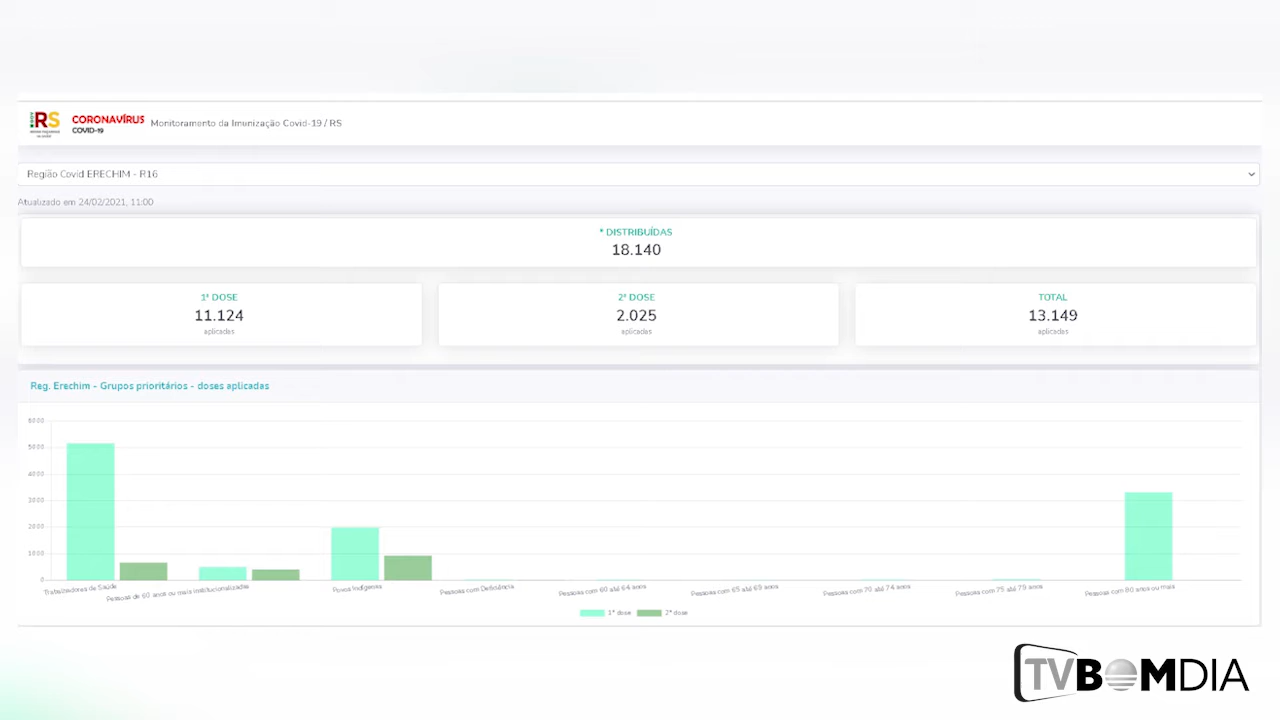 RS
CORONAVÍRUS
COVID-19
Monitoramento da Imunização Covid-19 / RS
Região Covid ERECHIM - R16
Atualizado em 24/02/2021, 11:00
* DISTRIBUÍDAS
18.140
1ª DOSE
11.124
aplicadas
2ª DOSE
2.025
aplicadas
TOTAL
13.149
aplicadas
Reg. Erechim - Grupos prioritários - doses aplicadas
6000
5000
4000
3000
2000
1000
0
Trabalhadores de Saúde
Pessoas de 60 anos ou mais institucionalizadas
Povos Indígenas
Pessoas com Deficiência
Pessoas com 60 até 64 anos
Pessoas com 65 até 69 anos
Pessoas com 70 até 74 anos
Pessoas com 75 até 79 anos
Pessoas com 80 anos ou mais
1ª dose
2ª dose
TVBOMDIA